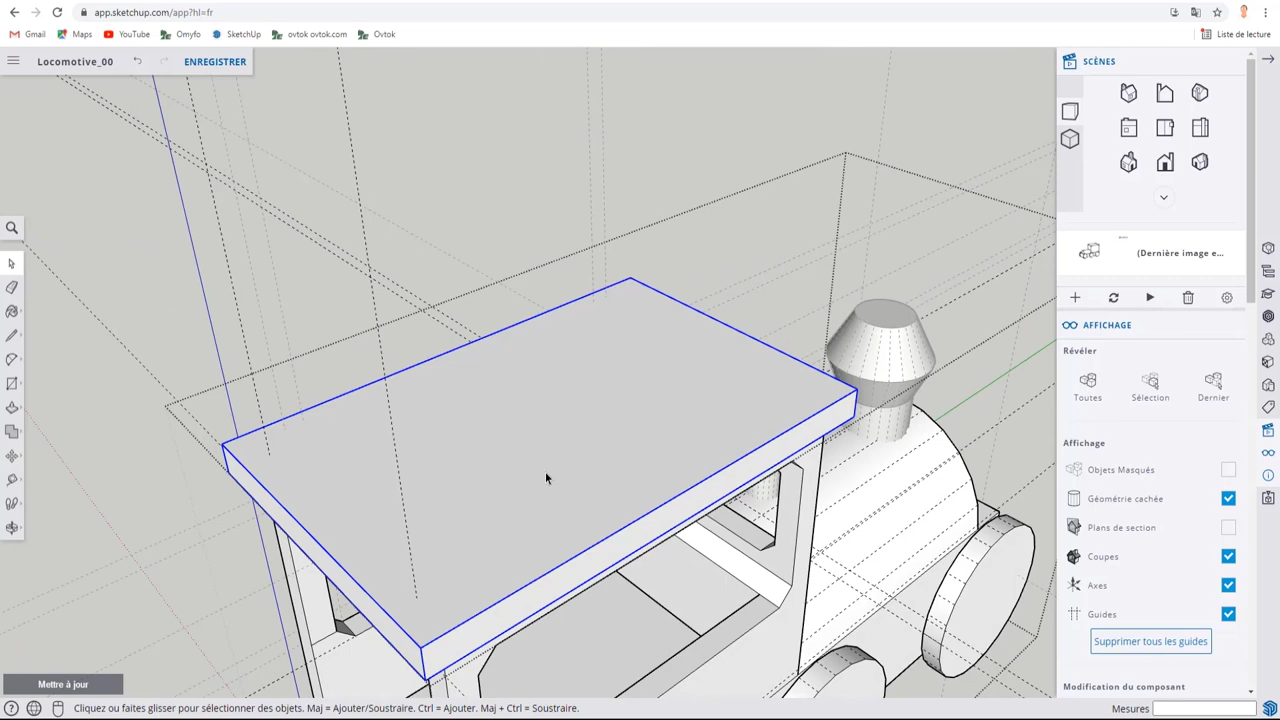 app.sketchup.com/app?hl=fr
Gmail Maps YouTube Omyfo SketchUp ovtok ovtok.com Ovtok Liste de lecture
Locomotive_00 ENREGISTRER
SCÈNES
(Dernière image e...
AFFICHAGE
Révéler
Toutes Sélection Dernier
Affichage
Objets Masqués
Géométrie cachée
Plans de section
Coupes
Axes
Guides
Supprimer tous les guides
Modification du composant
Mettre à jour
Cliquez ou faites glisser pour sélectionner des objets. Maj = Ajouter/Soustraire. Ctrl = Ajouter. Maj + Ctrl = Soustraire. Mesures